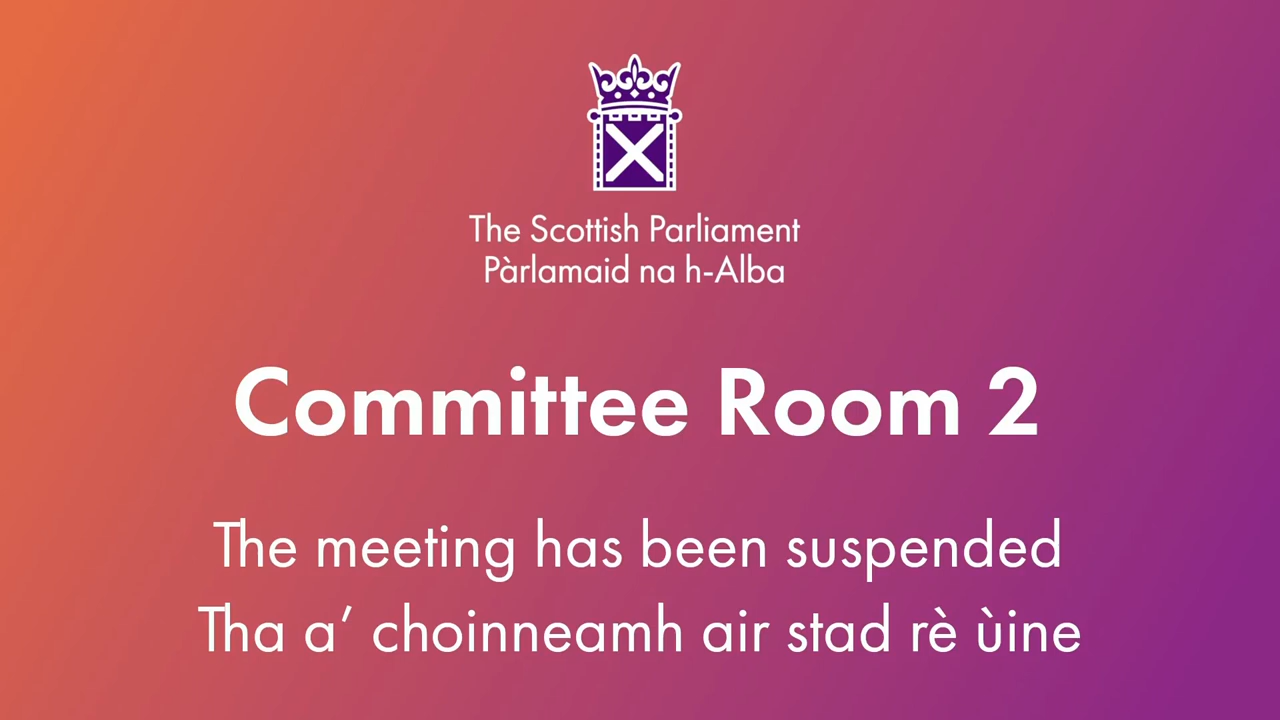 The Scottish Parliament
Pàrlamaid na h-Alba
Committee Room 2
The meeting has been suspended
Tha a’ choinneamh air stad rè ùine